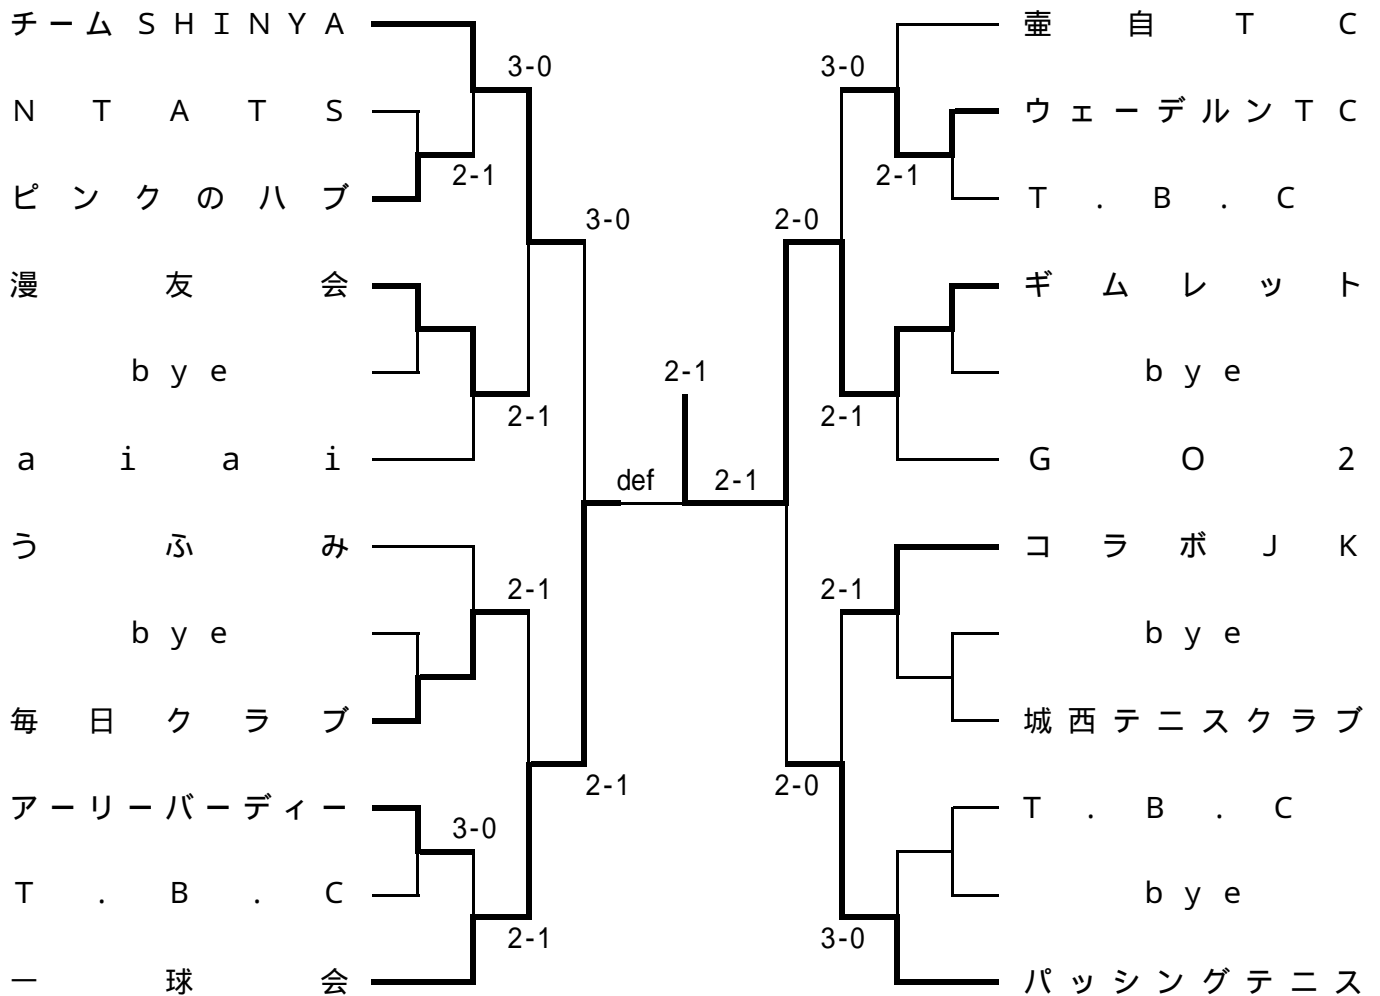 チームSHINYA
3-0
NTATS
2-1
ピンクのハブ
3-0
漫友会
bye
2-1
aiai
def
うふみ
2-1
bye
毎日クラブ
2-1
アーリーバーディー
3-0
T.B.C
2-1
一球会
2-1
2-1
壷自TC
3-0
ウェーデルンTC
2-1
T.B.C
2-0
ギムレット
bye
2-1
GO2
コラボJK
2-1
bye
城西テニスクラブ
2-0
T.B.C
bye
3-0
パッシングテニス